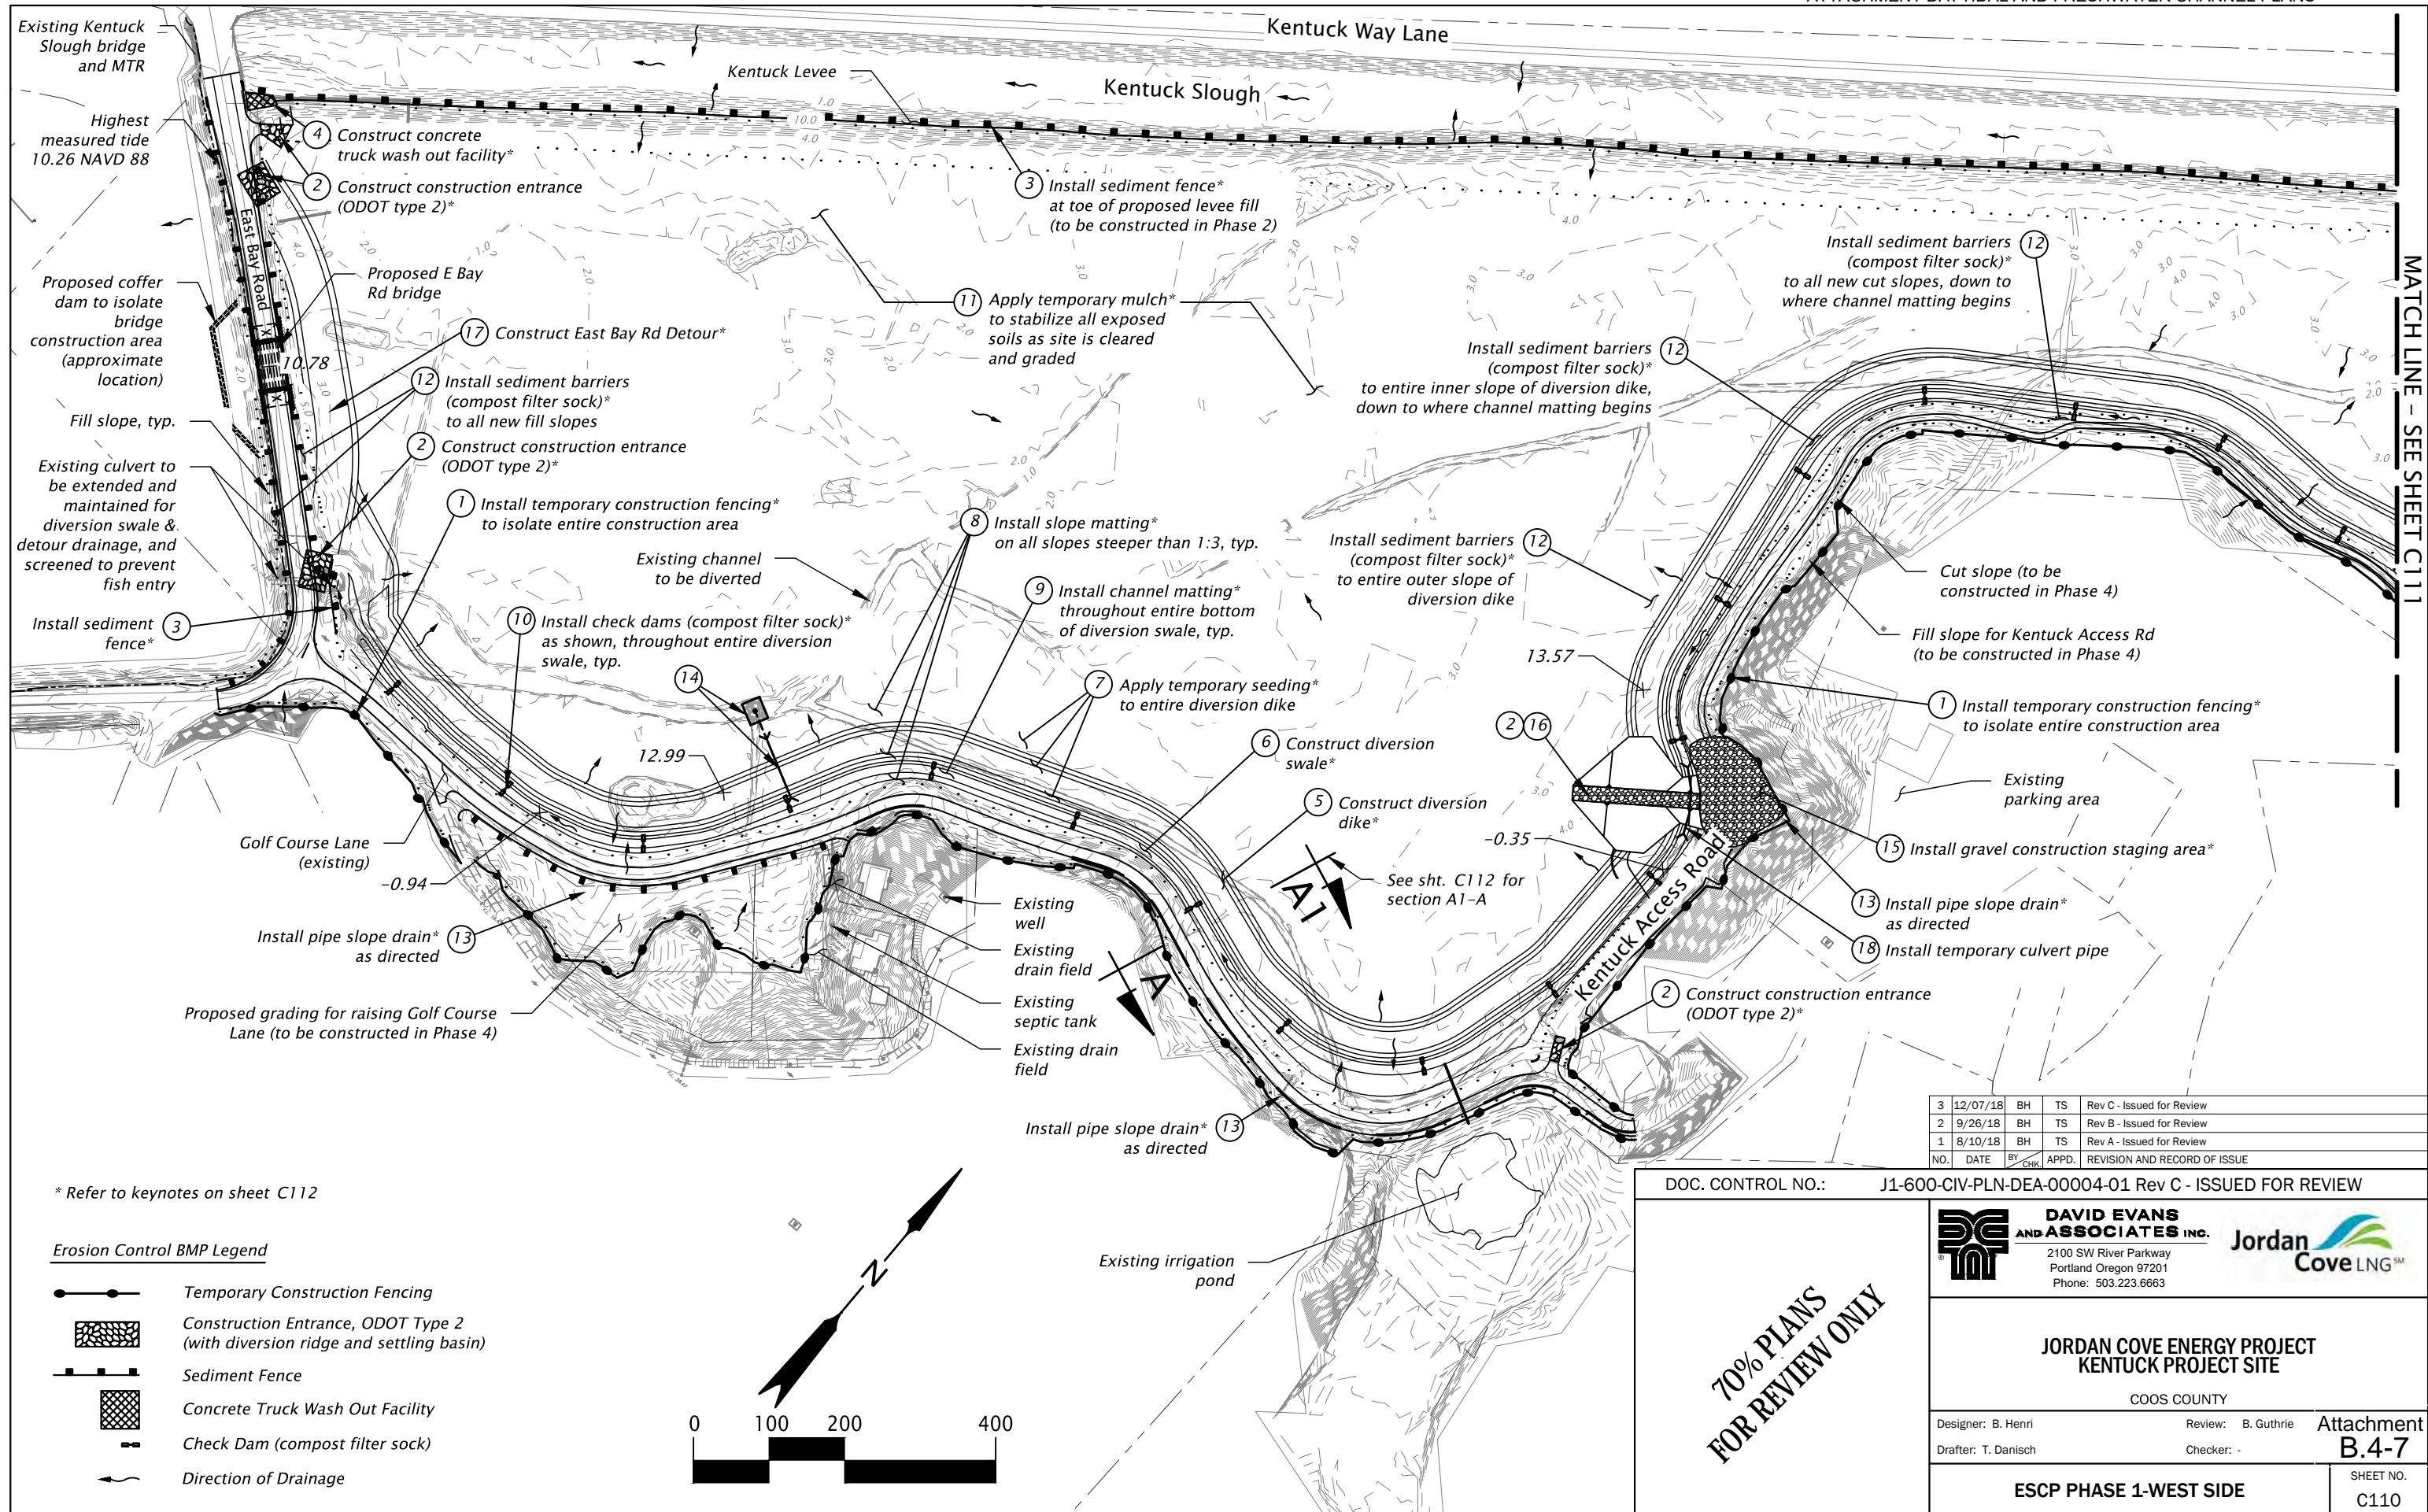 Kentuck Way Lane
Kentuck Levee
Kentuck Slough
Existing Kentuck
Slough bridge
and MTR
Highest
measured tide
10.26 NAVD 88
4 Construct concrete
truck wash out facility*
2 Construct construction entrance
(ODOT type 2)*
East Bay Road
1.0
10.0
4.0
3 Install sediment fence*
at toe of proposed levee fill
(to be constructed in Phase 2)
Install sediment barriers 12
(compost filter sock)*
to all new cut slopes, down to
where channel matting begins
MATCH LINE - SEE SHEET C111
Proposed coffer
dam to isolate
bridge
construction area
(approximate
location)
Proposed E Bay
Rd bridge
10.78
17 Construct East Bay Rd Detour*
11 Apply temporary mulch*
to stabilize all exposed
soils as site is cleared
and graded
Install sediment barriers 12
(compost filter sock)*
to entire inner slope of diversion dike,
down to where channel matting begins
12 Install sediment barriers
(compost filter sock)*
to all new fill slopes
Fill slope, typ.
2 Construct construction entrance
(ODOT type 2)*
Existing culvert to
be extended and
maintained for
diversion swale &
detour drainage, and
screened to prevent
fish entry
1 Install temporary construction fencing*
to isolate entire construction area
8 Install slope matting*
on all slopes steeper than 1:3, typ.
Existing channel
to be diverted
Install sediment barriers 12
(compost filter sock)*
to entire outer slope of
diversion dike
9 Install channel matting*
throughout entire bottom
of diversion swale, typ.
Cut slope (to be
constructed in Phase 4)
Install sediment 3
fence*
10 Install check dams (compost filter sock)*
as shown, throughout entire diversion
swale, typ.
Fill slope for Kentuck Access Rd
(to be constructed in Phase 4)
13.57
14
7 Apply temporary seeding*
to entire diversion dike
1 Install temporary construction fencing*
to isolate entire construction area
2 16
12.99
6 Construct diversion
swale*
5 Construct diversion
dike*
Existing
parking area
-0.35
Golf Course Lane
(existing)
15 Install gravel construction staging area*
-0.94
See sht. C112 for
section A1-A
A1
A
Kentuck Access Road
Existing
well
13 Install pipe slope drain*
as directed
Install pipe slope drain* 13
as directed
Existing
drain field
18 Install temporary culvert pipe
Proposed grading for raising Golf Course
Lane (to be constructed in Phase 4)
Existing
septic tank
2 Construct construction entrance
(ODOT type 2)*
Existing drain
field
Install pipe slope drain* 13
as directed
Existing irrigation
pond
* Refer to keynotes on sheet C112
Erosion Control BMP Legend
Temporary Construction Fencing
Construction Entrance, ODOT Type 2
(with diversion ridge and settling basin)
Sediment Fence
Concrete Truck Wash Out Facility
Check Dam (compost filter sock)
Direction of Drainage
N
0 100 200 400
3 12/07/18 BH TS Rev C - Issued for Review
2 9/26/18 BH TS Rev B - Issued for Review
1 8/10/18 BH TS Rev A - Issued for Review
NO. DATE BY CHK. APPD. REVISION AND RECORD OF ISSUE
DOC. CONTROL NO.: J1-600-CIV-PLN-DEA-00004-01 Rev C - ISSUED FOR REVIEW
70% PLANS
FOR REVIEW ONLY
DAVID EVANS
AND ASSOCIATES INC.
2100 SW River Parkway
Portland Oregon 97201
Phone: 503.223.6663
Jordan
Cove LNG SM
JORDAN COVE ENERGY PROJECT
KENTUCK PROJECT SITE
COOS COUNTY
Designer: B. Henri Review: B. Guthrie
Drafter: T. Danisch Checker: -
Attachment
B.4-7
ESCP PHASE 1-WEST SIDE
SHEET NO.
C110